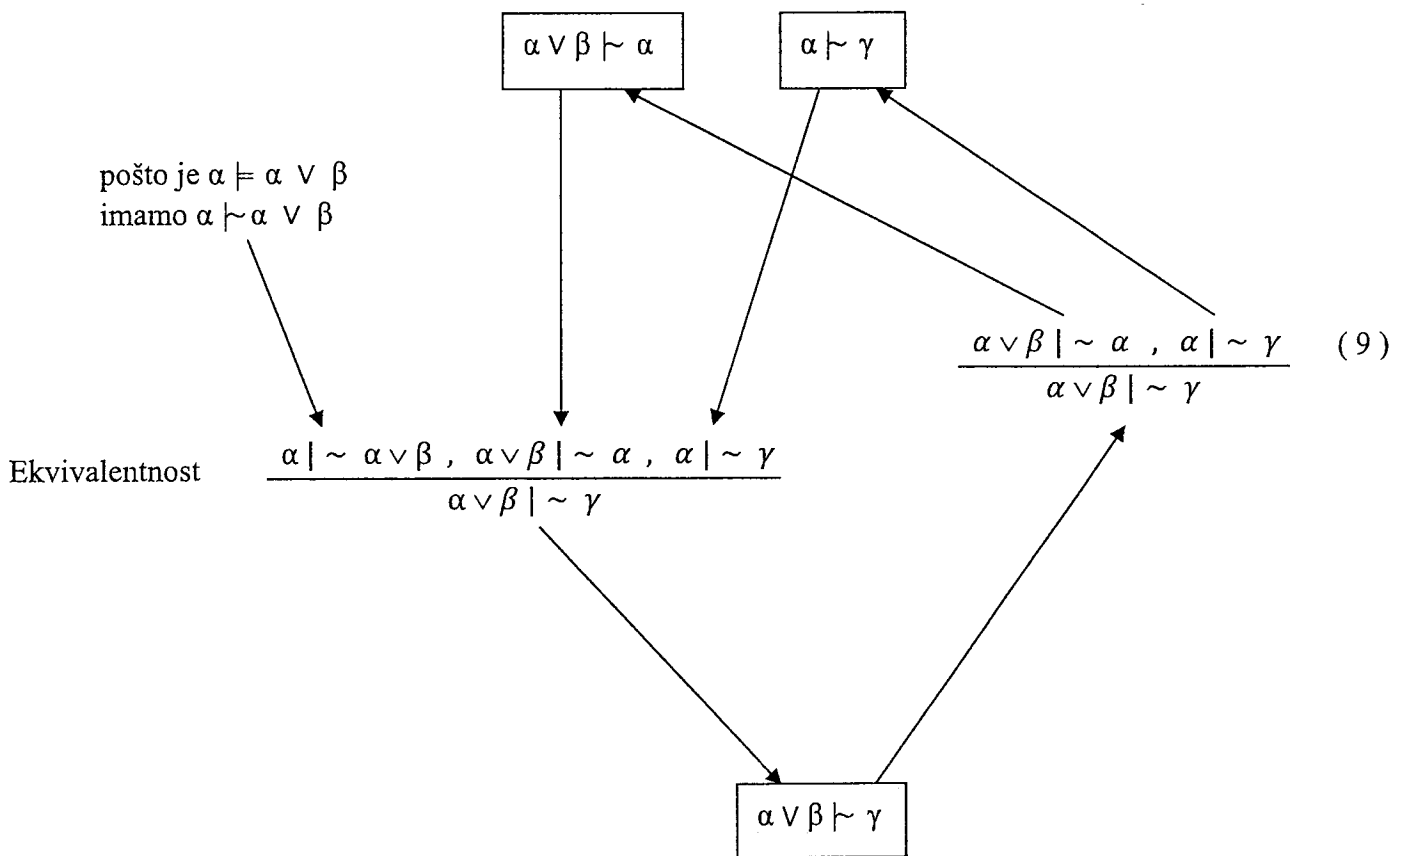 α ∨ β |~ α
α |~ γ
pošto je α ⊨ α ∨ β
imamo α |~ α ∨ β
α ∨ β | ~ α , α | ~ γ (9)
α ∨ β | ~ γ
Ekvivalentnost α | ~ α ∨ β , α ∨ β | ~ α , α | ~ γ
α ∨ β | ~ γ
α ∨ β |~ γ